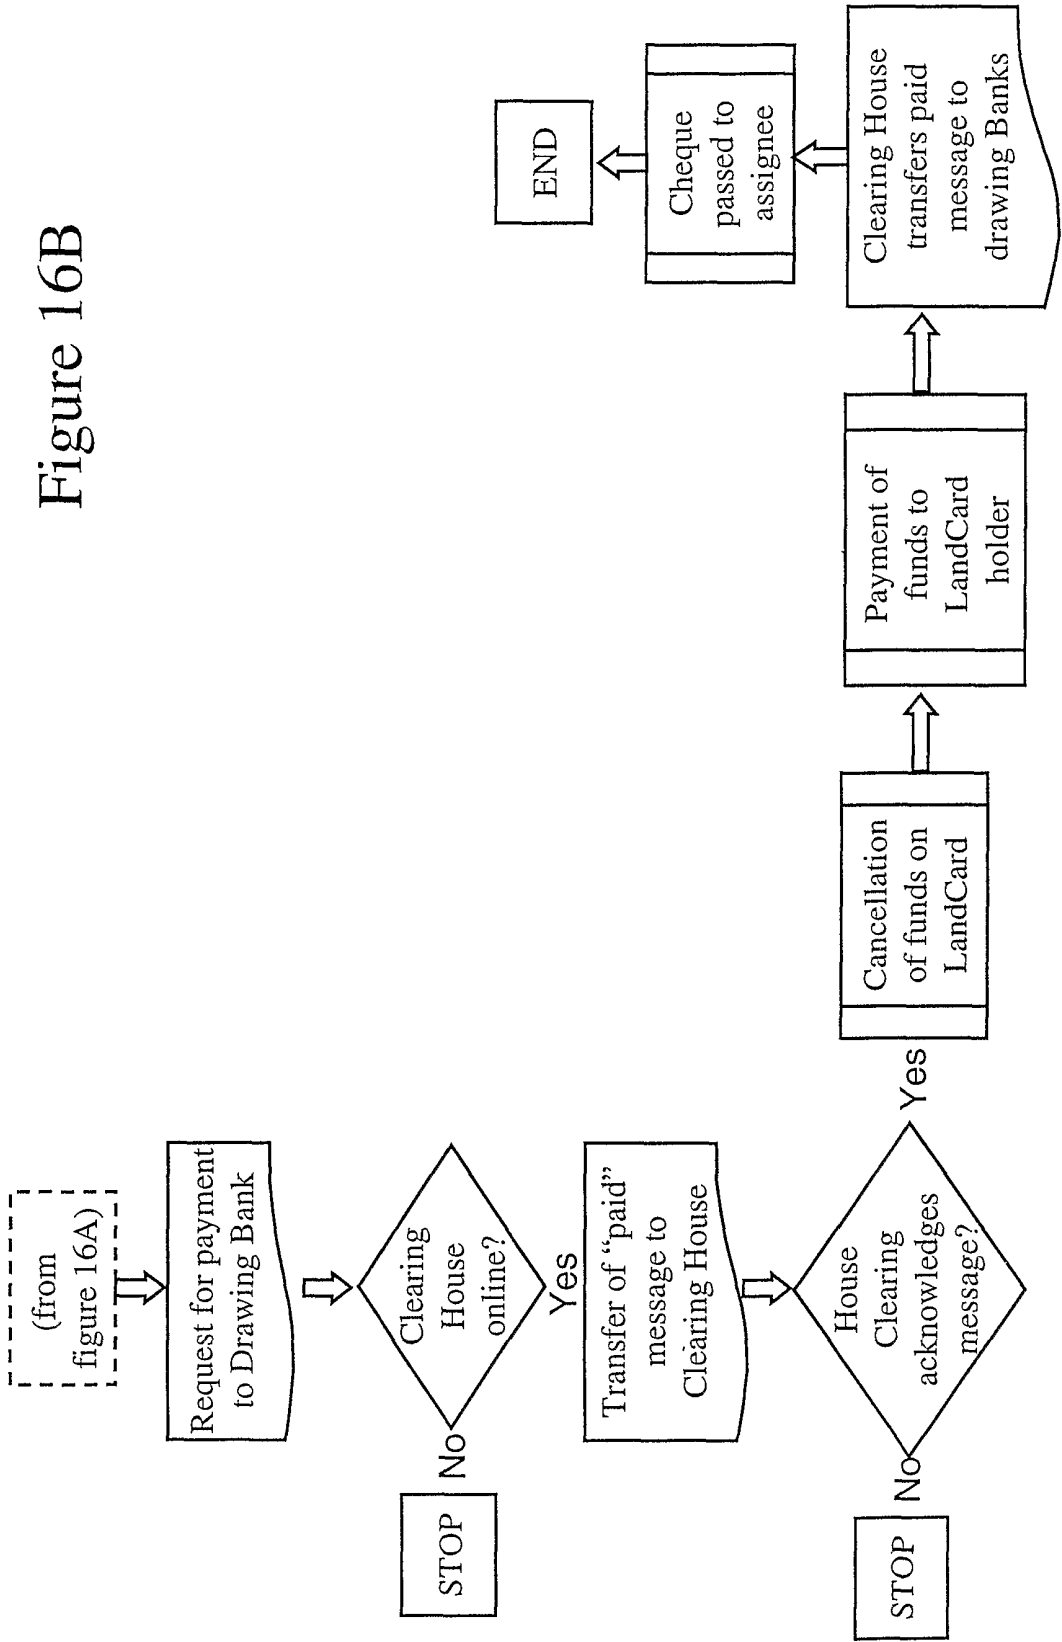 Figure 16B
(from
figure 16A)
Request for payment
to Drawing Bank
Clearing
House
online?
No
STOP
Yes
Transfer of “paid”
message to
Clearing House
House
Clearing
acknowledges
message?
No
STOP
Yes
Cancellation
of funds on
LandCard
Payment of
funds to
LandCard
holder
Clearing House
transfers paid
message to
drawing Banks
Cheque
passed to
assignee
END